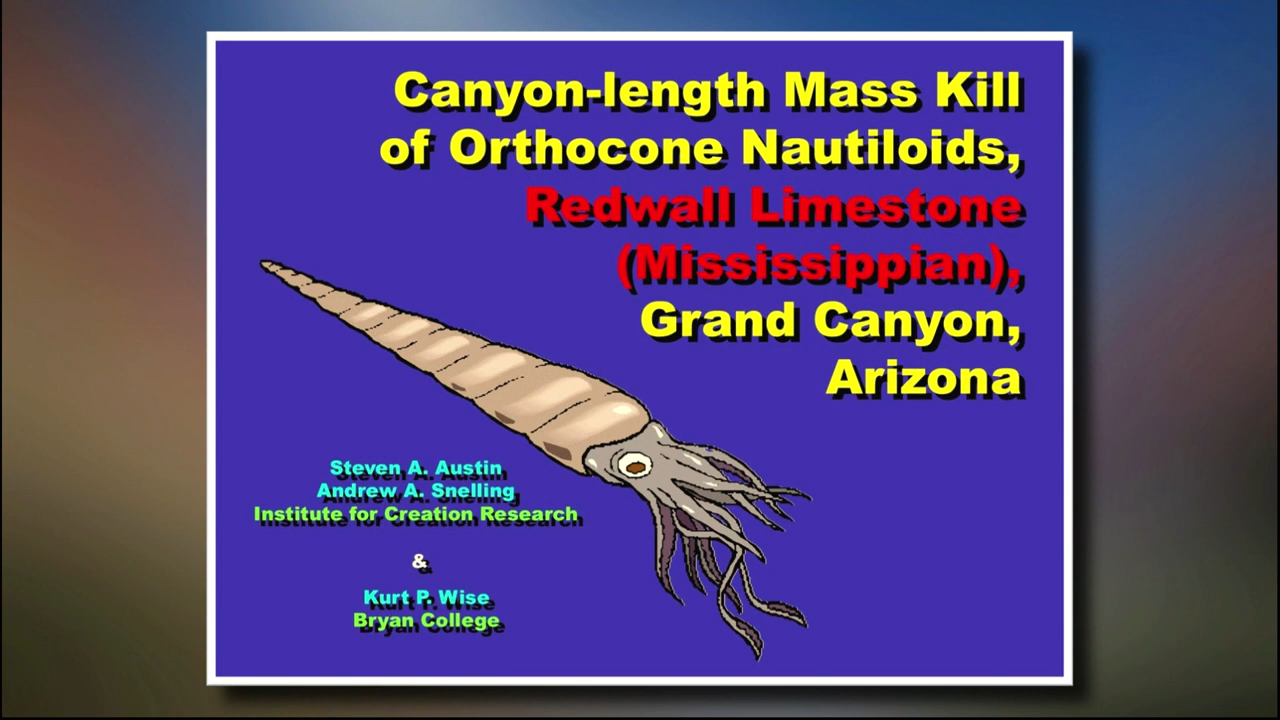 Canyon-length Mass Kill
of Orthocone Nautiloids,
Redwall Limestone
(Mississippian),
Grand Canyon,
Arizona
Steven A. Austin
Andrew A. Snelling
Institute for Creation Research
&
Kurt P. Wise
Bryan College